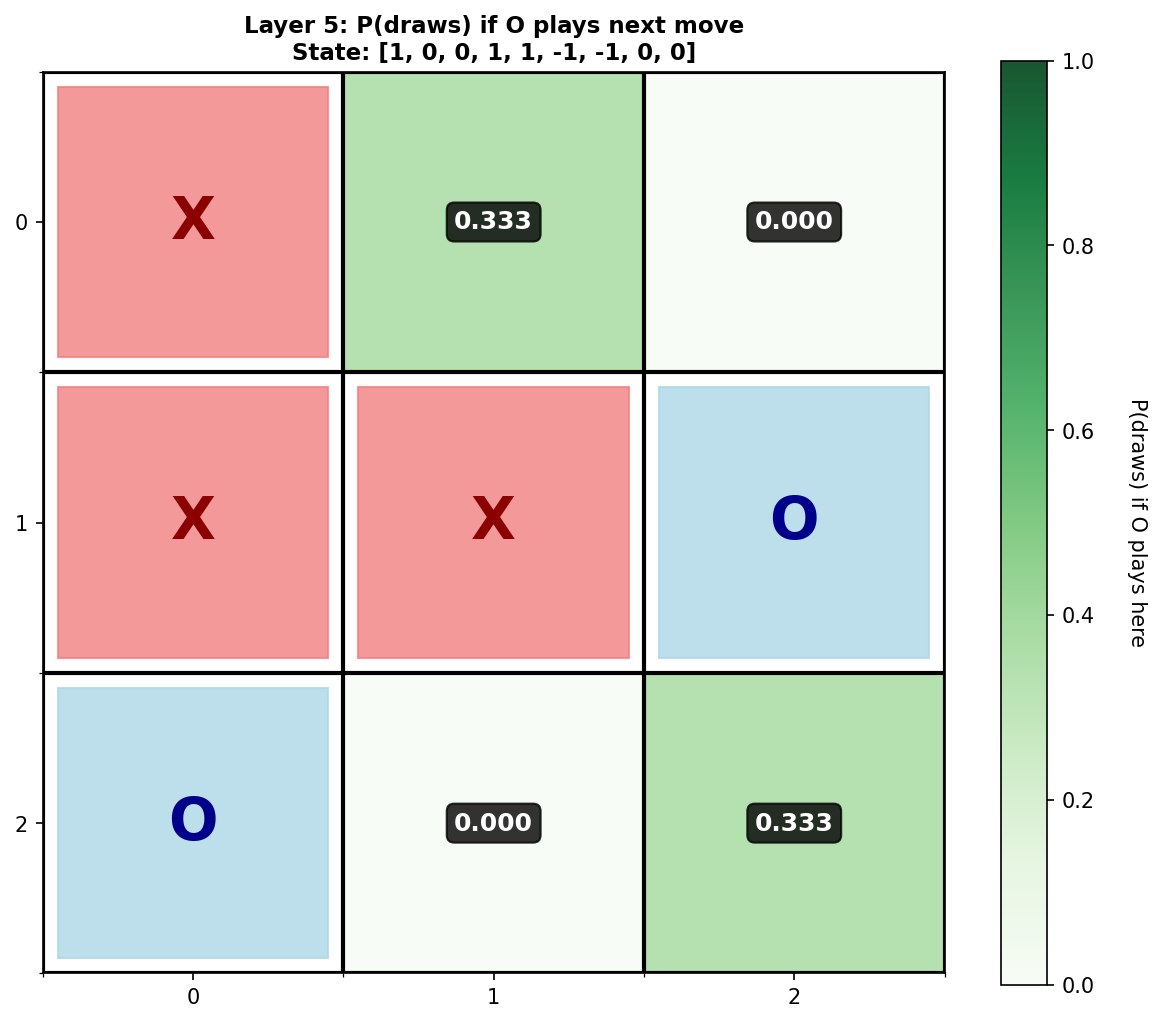 Layer 5: P(draws) if O plays next move
State: [1, 0, 0, 1, 1, -1, -1, 0, 0]
0
X
0.333
0.000
1
X
X
O
2
O
0.000
0.333
0
1
2
1.0
0.8
0.6
0.4
0.2
0.0
P(draws) if O plays here